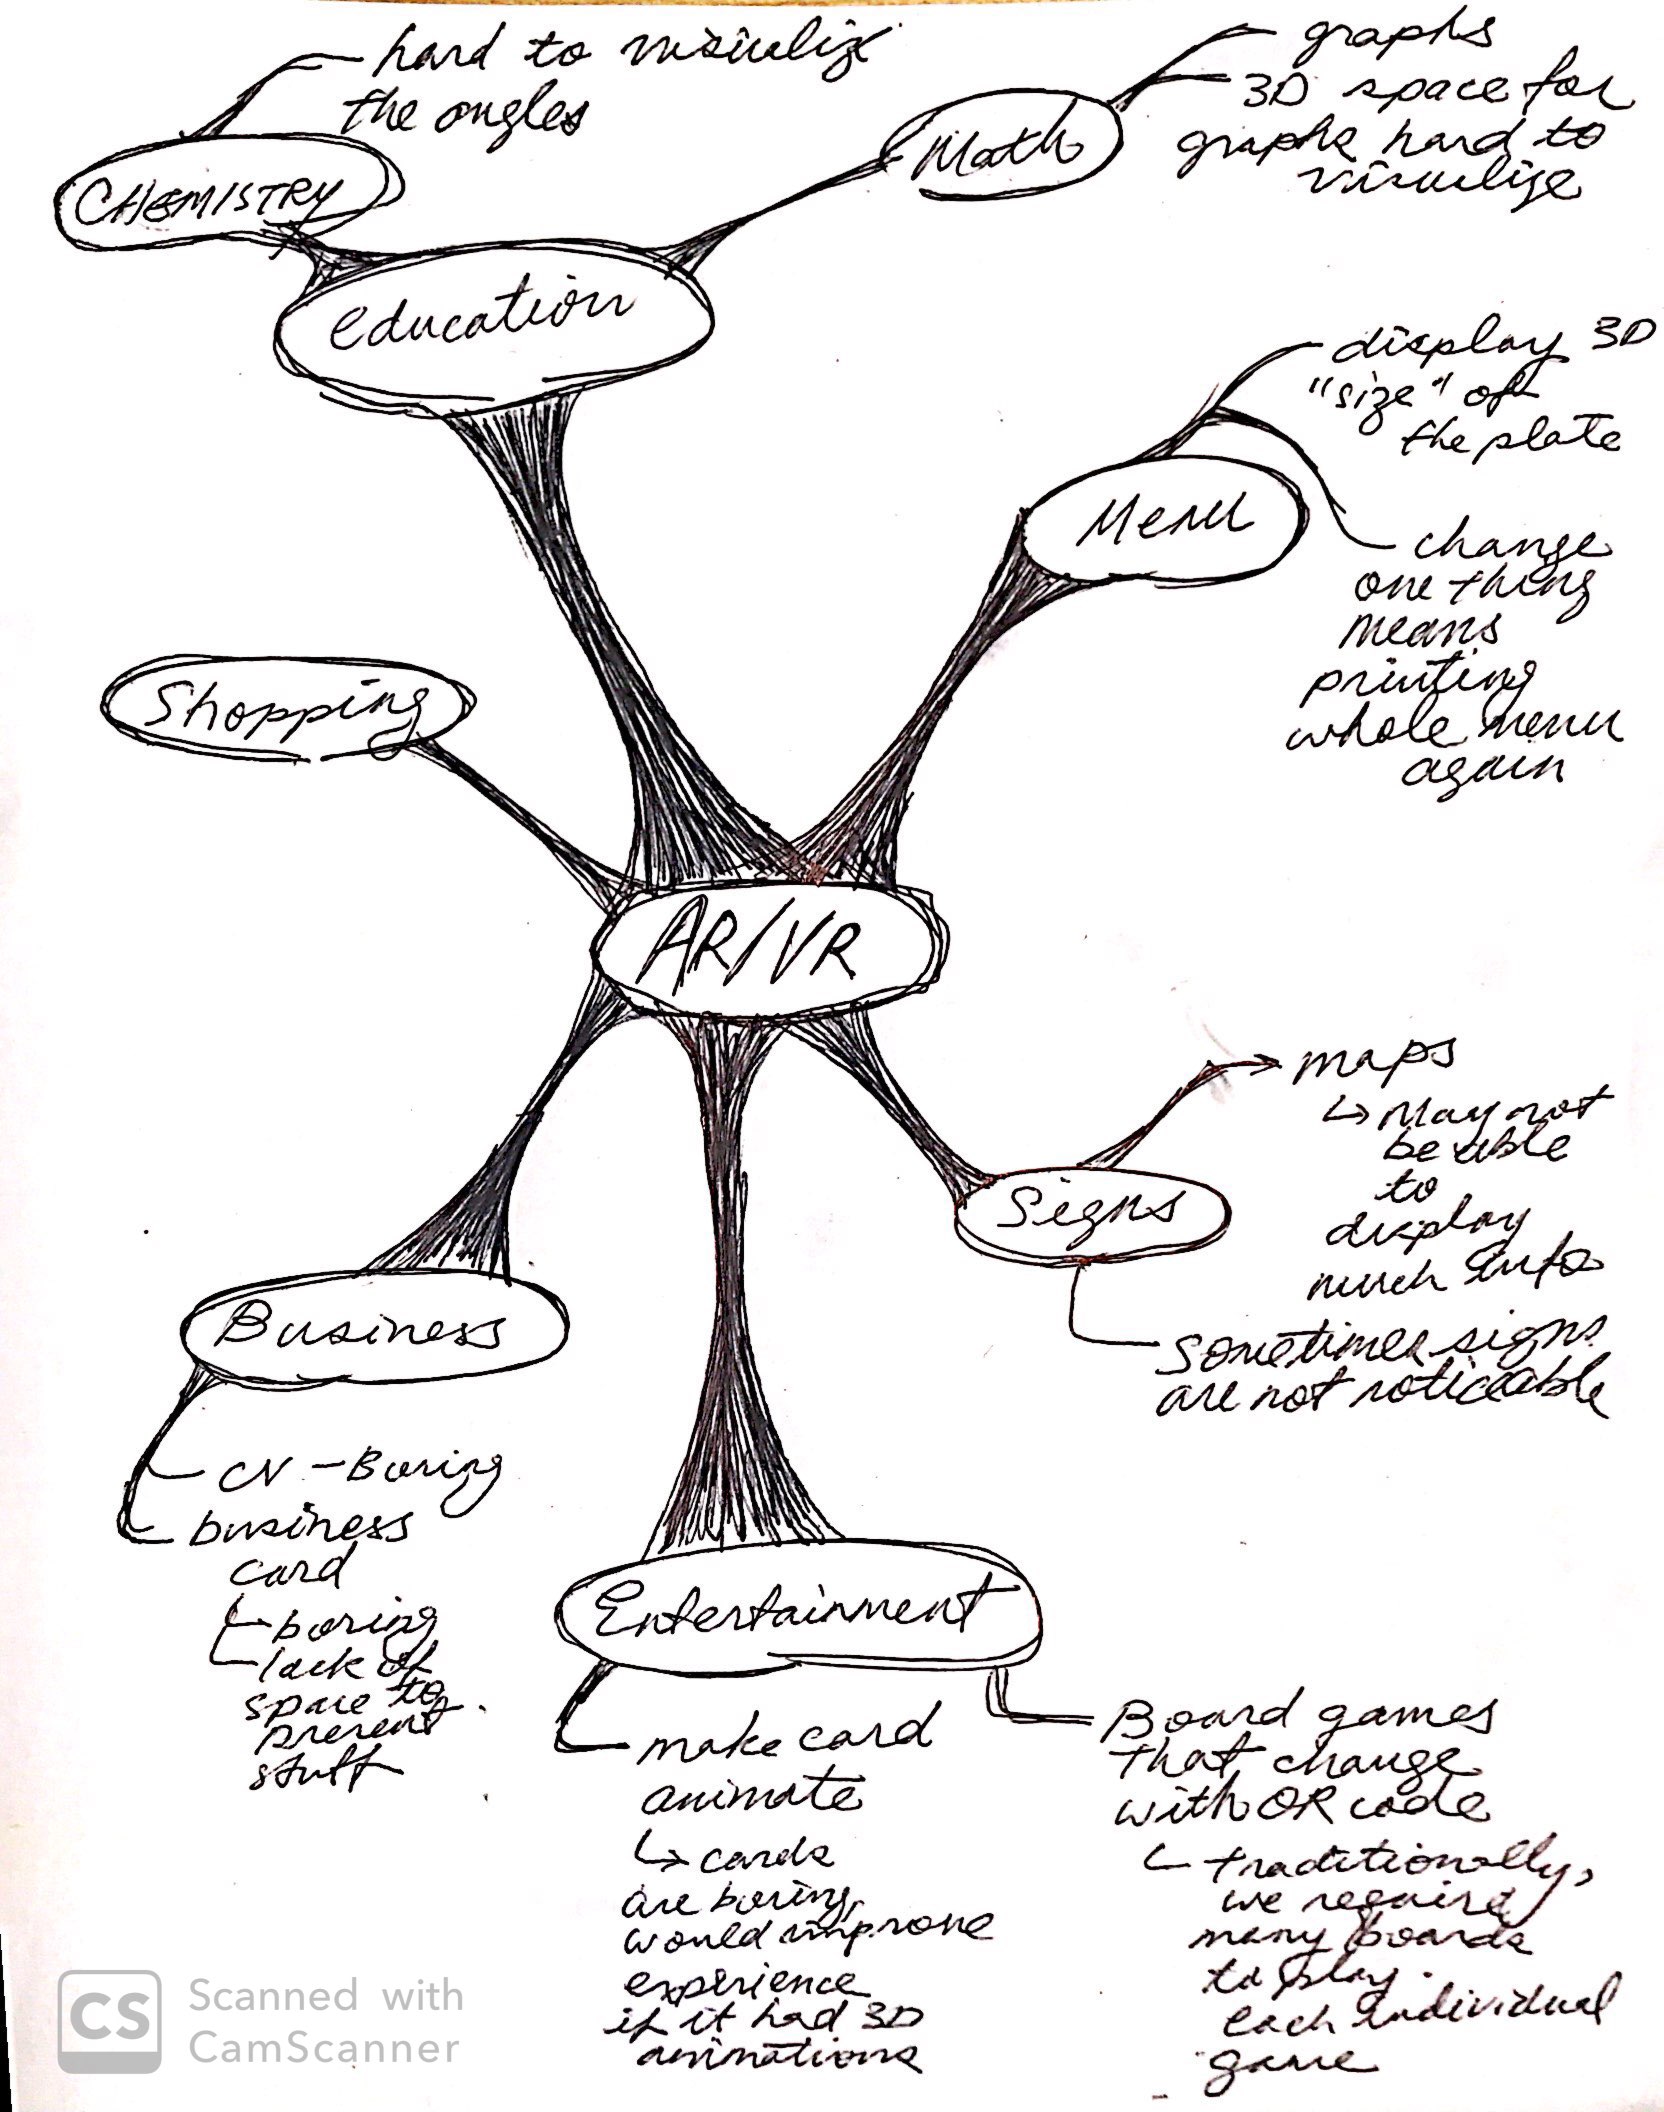 hard to visualize
the angles
CHEMISTRY
Math
graphs
3D space for
graphs hard to
visualize
Education
display 3D
"size" of
the plate
Menu
change
one thing
means
printing
whole menu
again
Shopping
AR/VR
maps
↳ May not
be able
to
display
much info
Signs
Sometimes signs
are not noticeable
Business
CV - Boring
business
card
boring
lack of
space to
present
stuff
Entertainment
make card
animate
↳ cards
are boring,
would improve
experience
if it had 3D
animations
Board games
that change
with QR code
traditionally,
we require
many boards
to play
each individual
game
CS
Scanned with
CamScanner